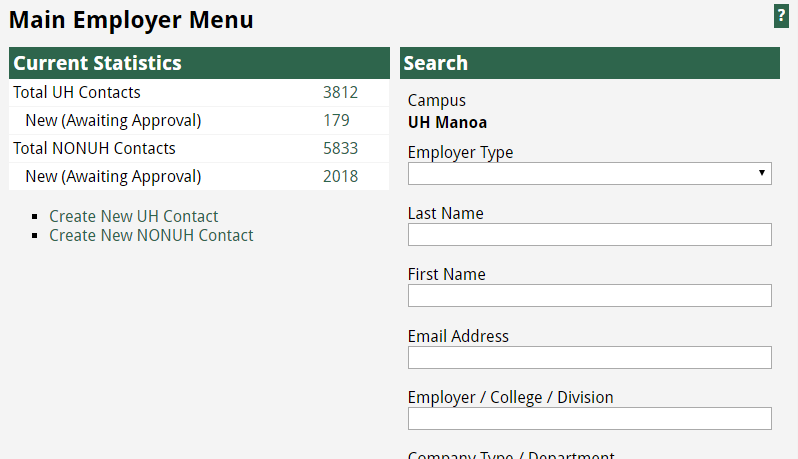 Main Employer Menu
?
Current Statistics
Total UH Contacts 3812
New (Awaiting Approval) 179
Total NONUH Contacts 5833
New (Awaiting Approval) 2018
Create New UH Contact
Create New NONUH Contact
Search
Campus
UH Manoa
Employer Type
Last Name
First Name
Email Address
Employer / College / Division
Company Type / Department